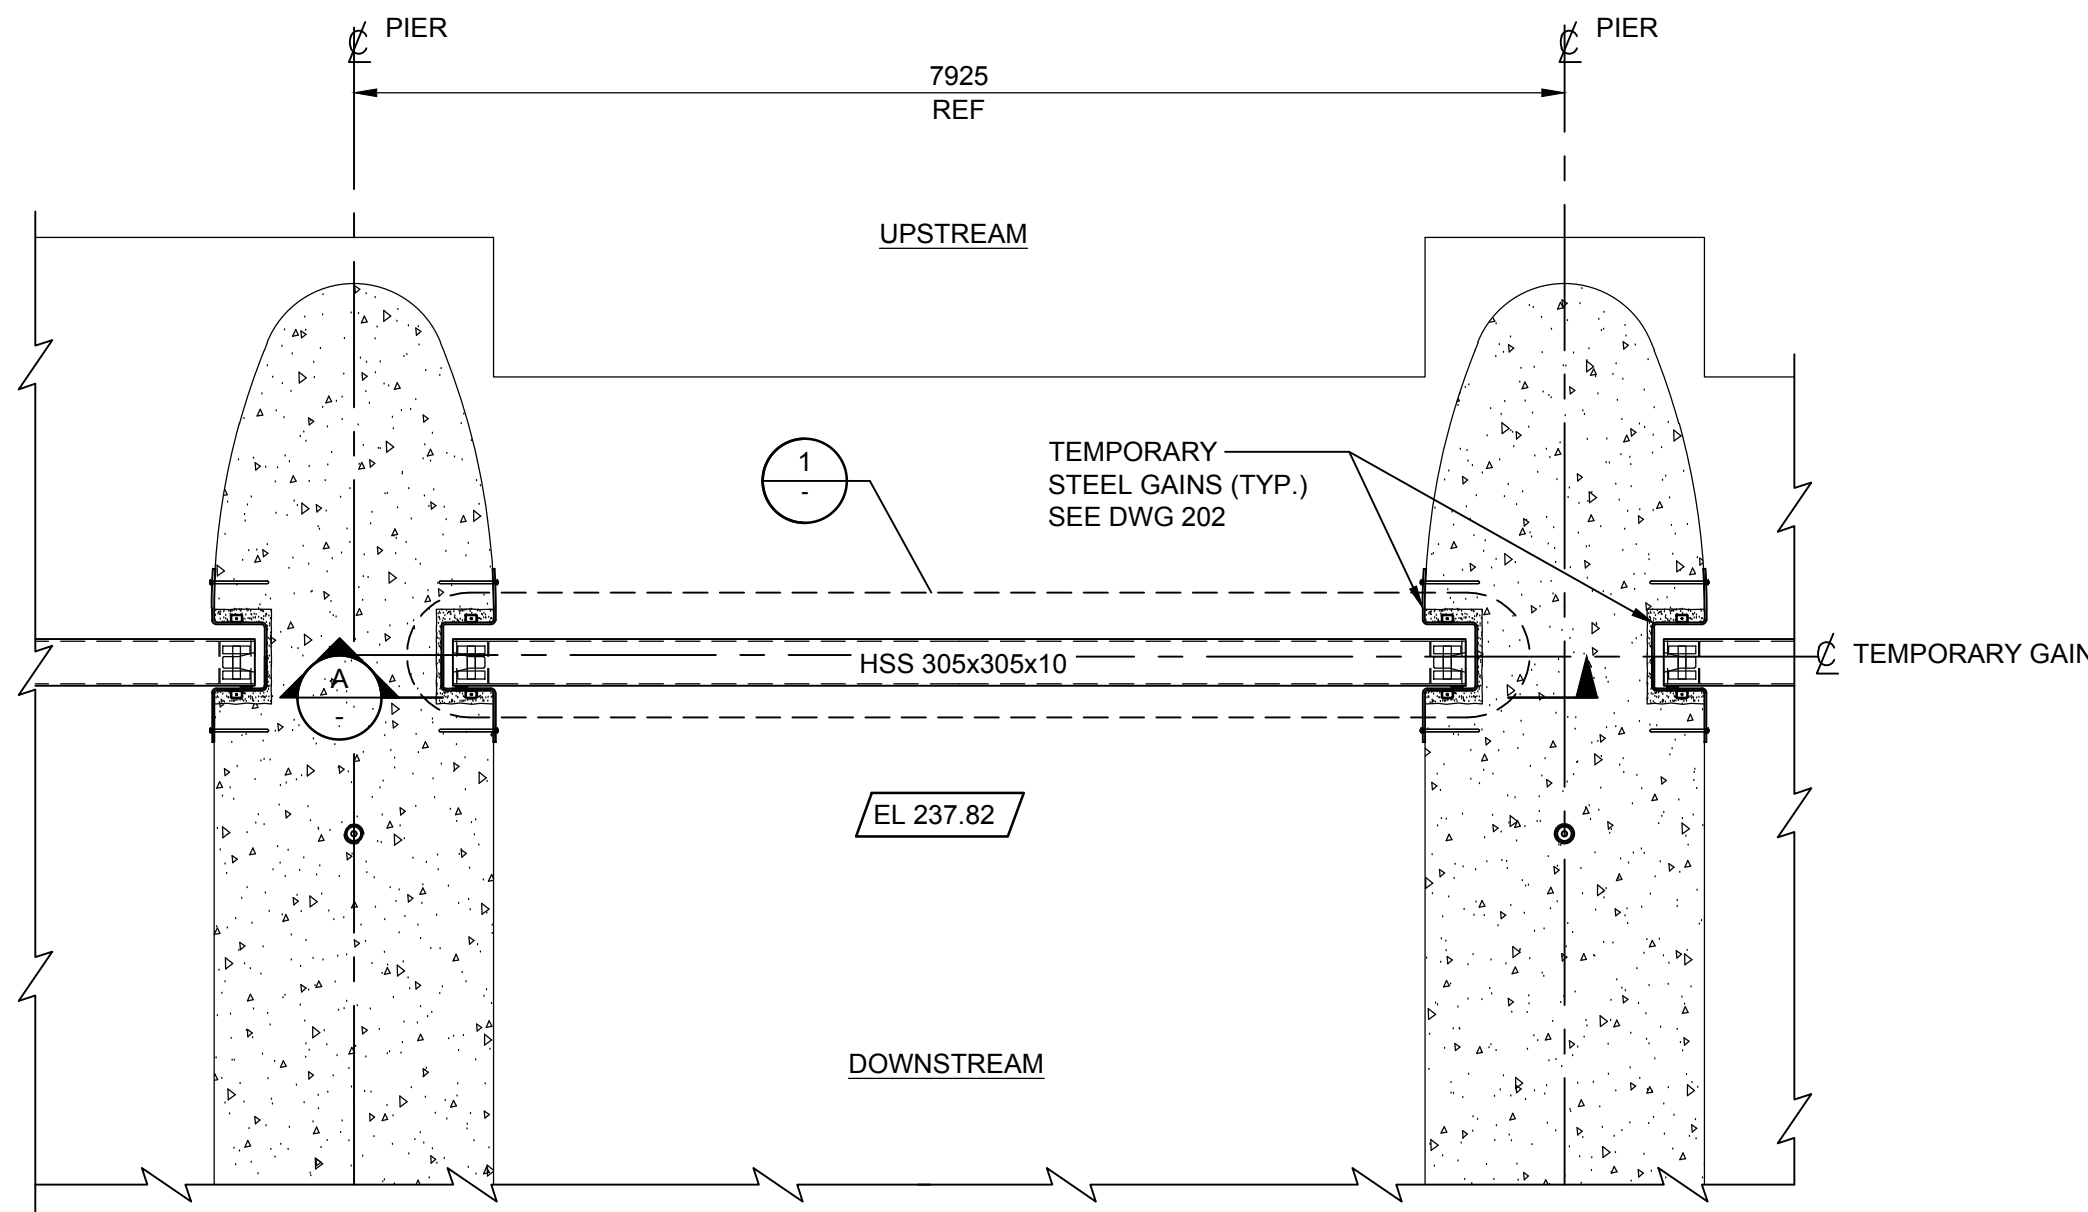 ℄ PIER
℄ PIER
7925
REF
UPSTREAM
1
-
TEMPORARY
STEEL GAINS (TYP.)
SEE DWG 202
A
-
HSS 305x305x10
℄ TEMPORARY GAIN
EL 237.82
DOWNSTREAM